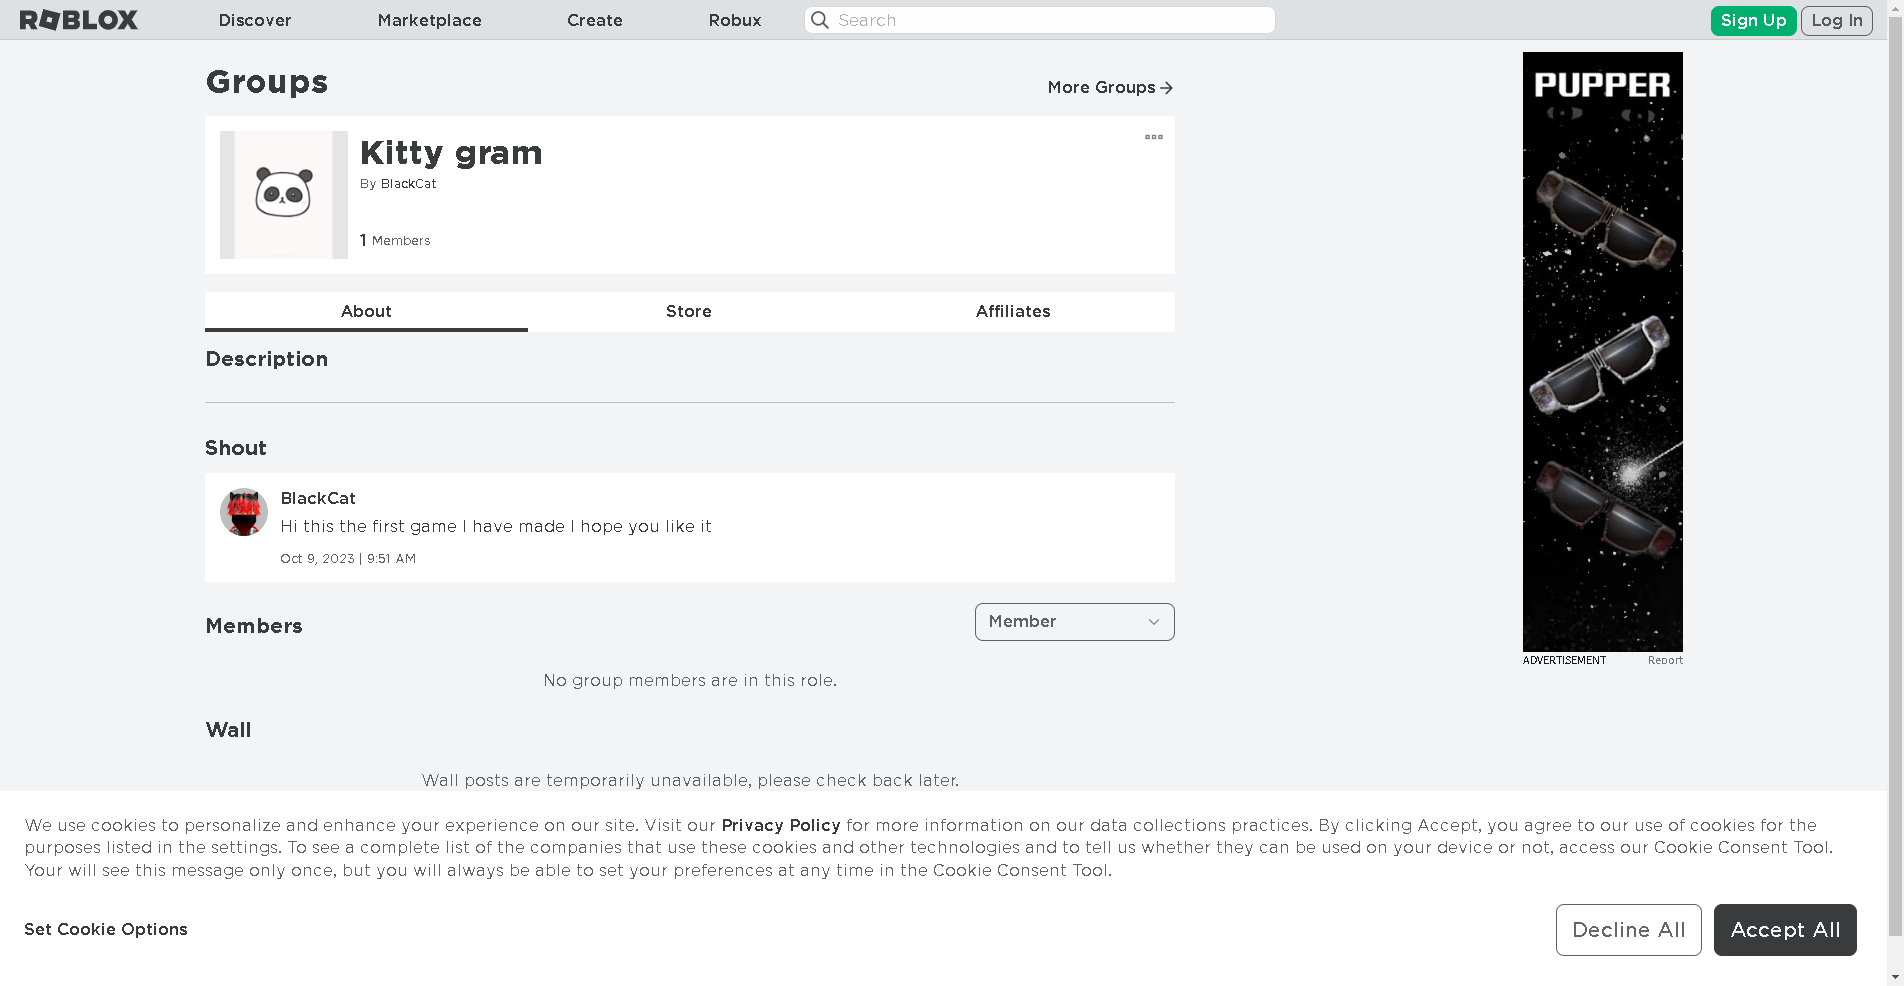 ROBLOX
Discover
Marketplace
Create
Robux
Search
Sign Up
Log In
Groups
More Groups
Kitty gram
By BlackCat
1 Members
About
Store
Affiliates
Description
Shout
BlackCat
Hi this the first game I have made I hope you like it
Oct 9, 2023 | 9:51 AM
Members
Member
No group members are in this role.
Wall
Wall posts are temporarily unavailable, please check back later.
PUPPER
ADVERTISEMENT
Report
We use cookies to personalize and enhance your experience on our site. Visit our Privacy Policy for more information on our data collections practices. By clicking Accept, you agree to our use of cookies for the
purposes listed in the settings. To see a complete list of the companies that use these cookies and other technologies and to tell us whether they can be used on your device or not, access our Cookie Consent Tool.
Your will see this message only once, but you will always be able to set your preferences at any time in the Cookie Consent Tool.
Set Cookie Options
Decline All
Accept All